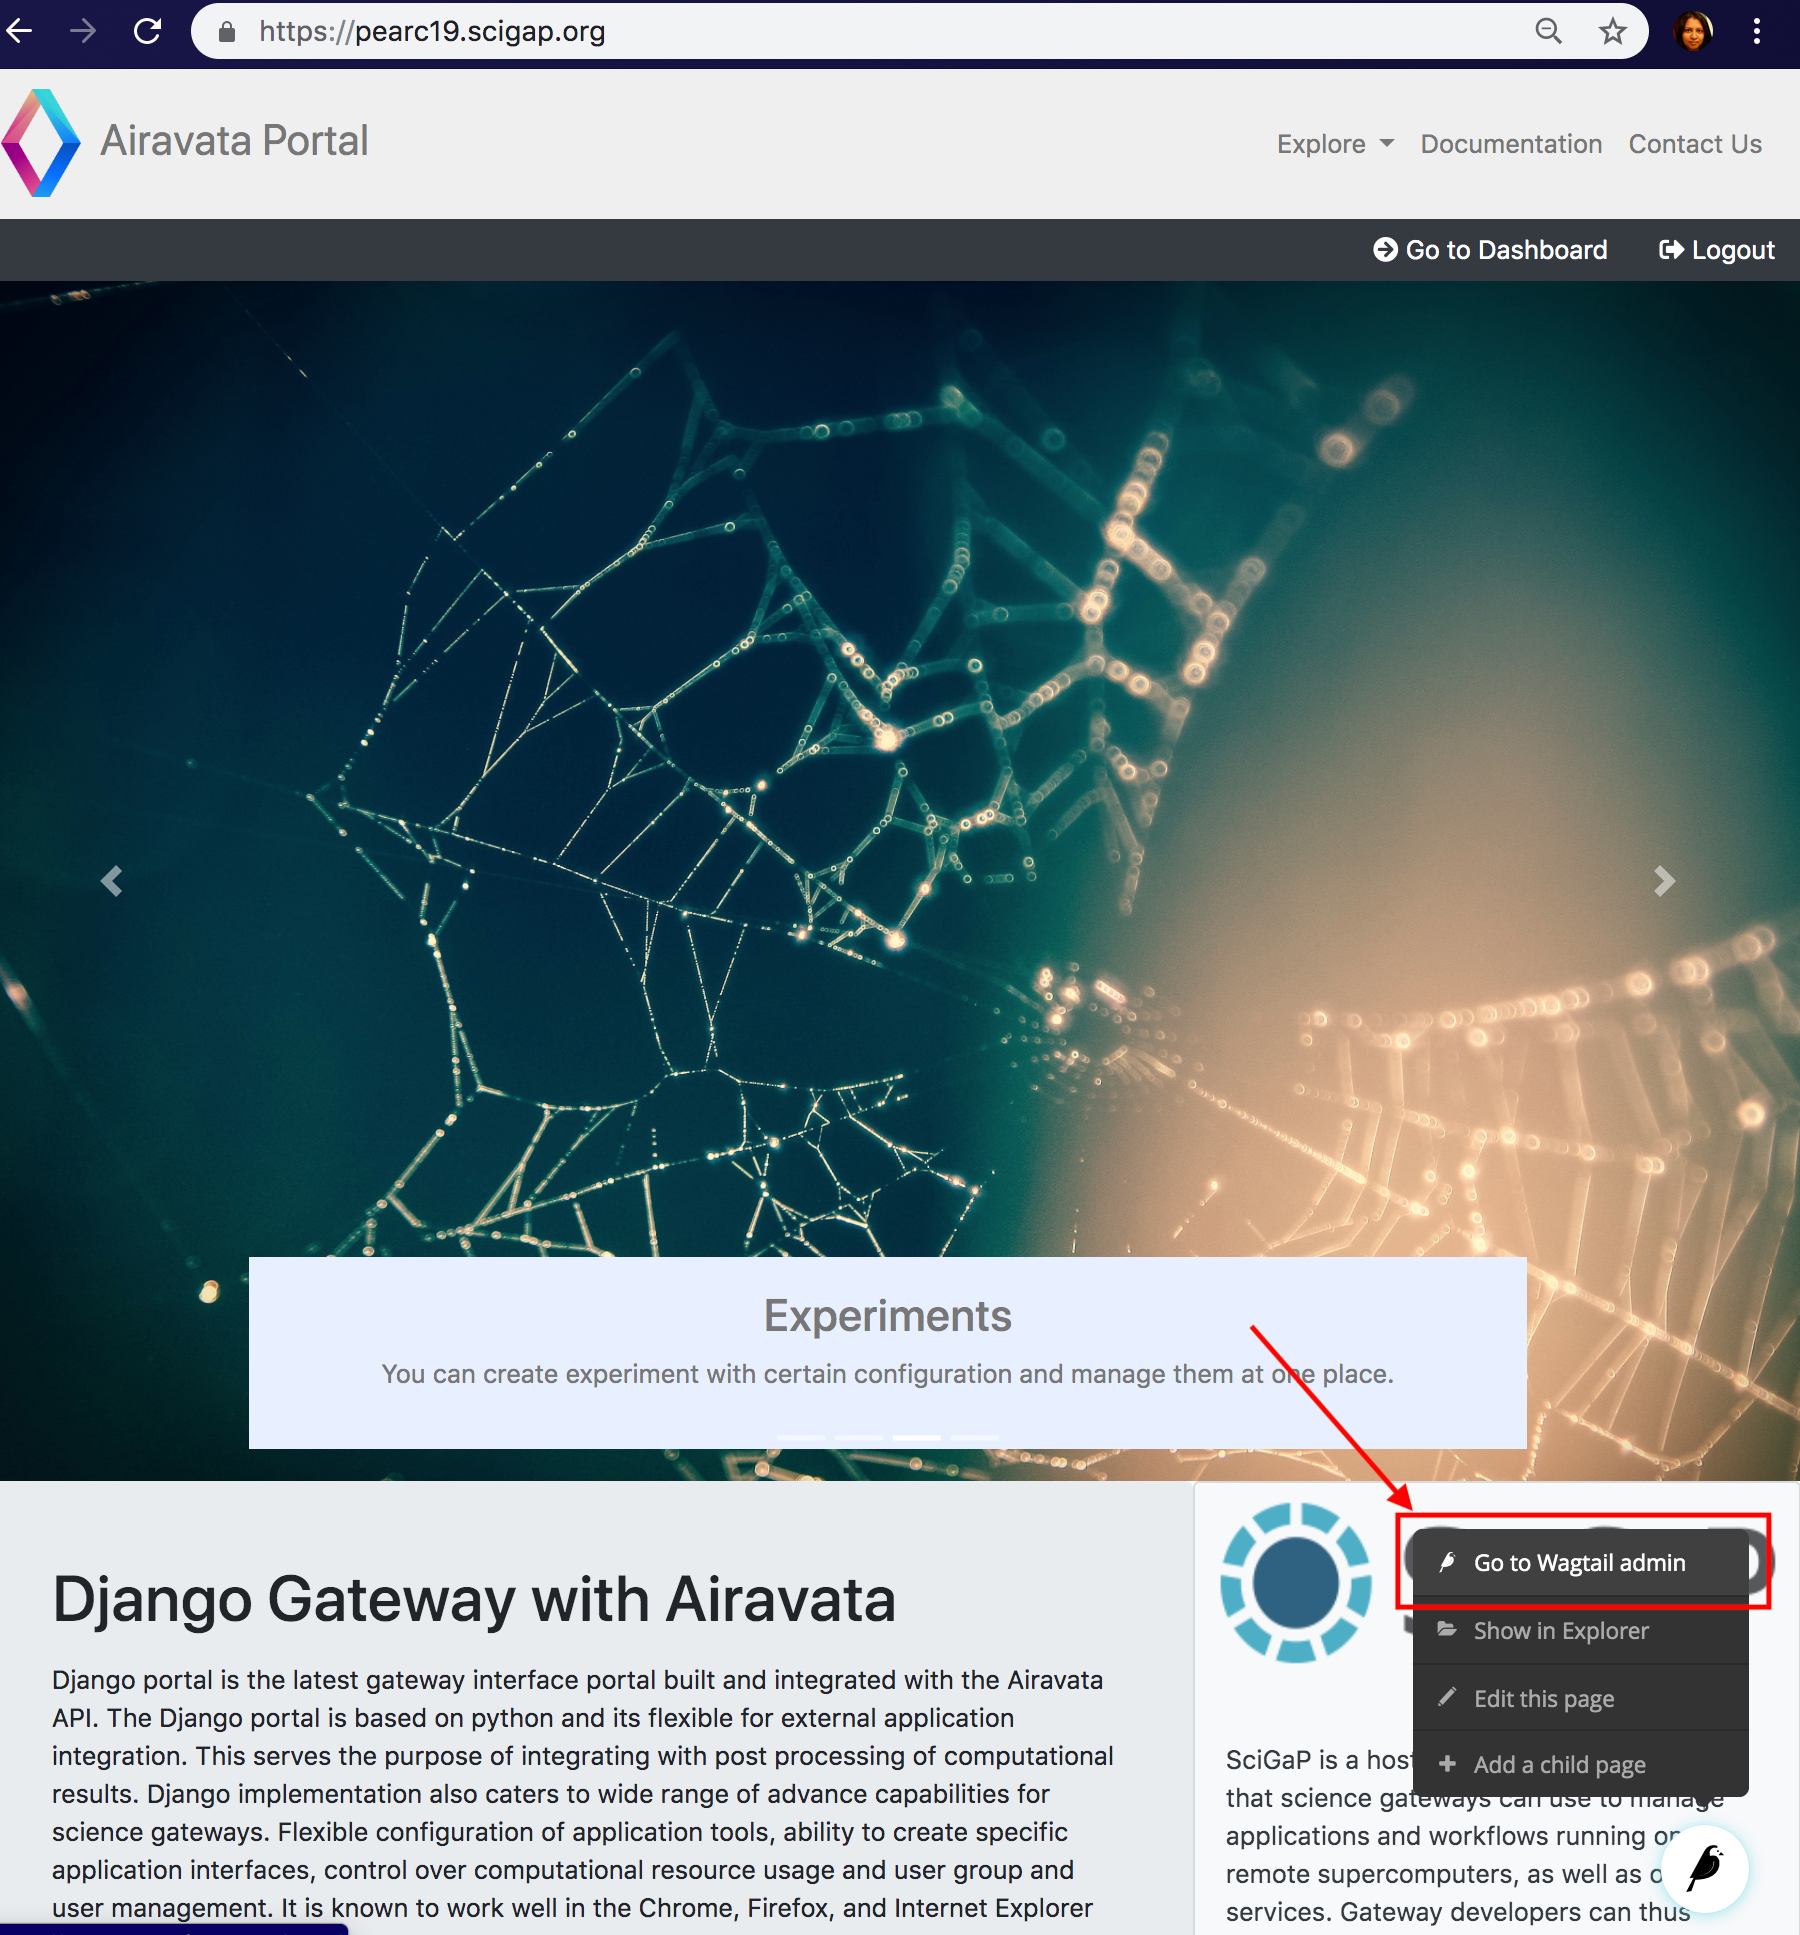 https://pearc19.scigap.org
Airavata Portal
Explore
Documentation
Contact Us
Go to Dashboard
Logout
Experiments
You can create experiment with certain configuration and manage them at one place.
Django Gateway with Airavata
Django portal is the latest gateway interface portal built and integrated with the Airavata
API. The Django portal is based on python and its flexible for external application
integration. This serves the purpose of integrating with post processing of computational
results. Django implementation also caters to wide range of advance capabilities for
science gateways. Flexible configuration of application tools, ability to create specific
application interfaces, control over computational resource usage and user group and
user management. It is known to work well in the Chrome, Firefox, and Internet Explorer
Go to Wagtail admin
Show in Explorer
Edit this page
Add a child page
SciGaP is a
that science gateways can use to manage
applications and workflows running
remote supercomputers, as well as
services. Gateway developers can thus